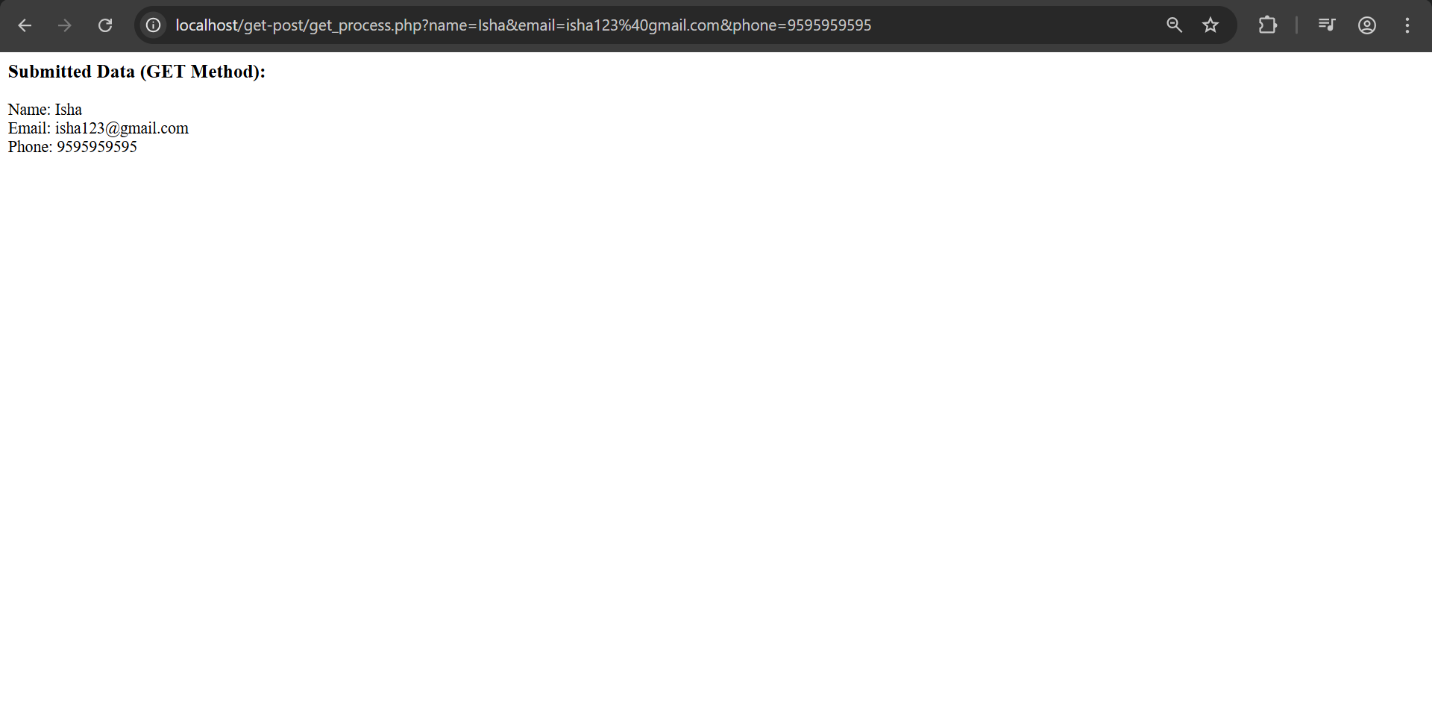 localhost/get-post/get_process.php?name=Isha&email=isha123%40gmail.com&phone=9595959595
Submitted Data (GET Method):
Name: Isha
Email: isha123@gmail.com
Phone: 9595959595